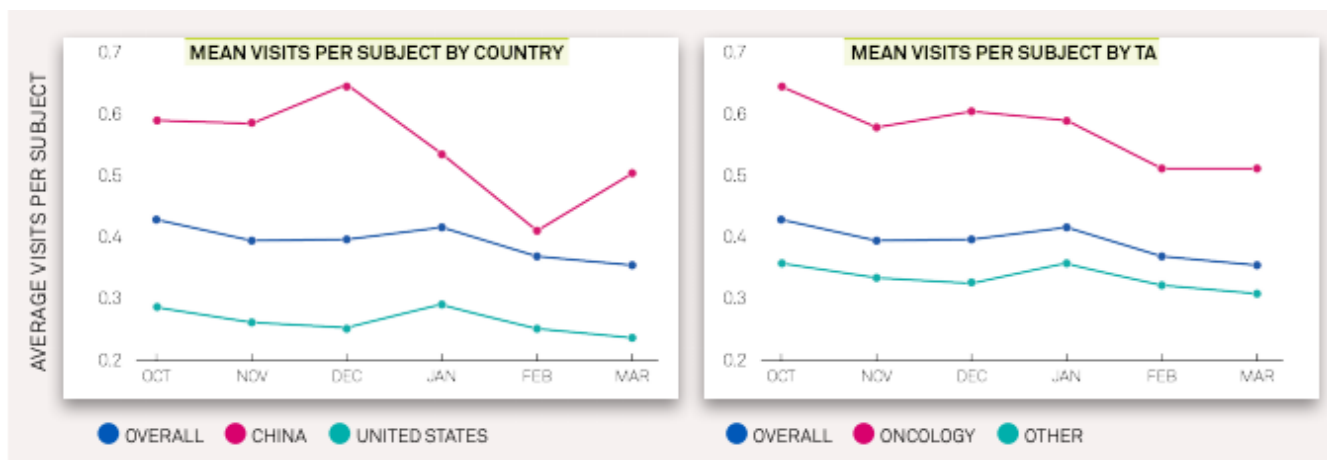 MEAN VISITS PER SUBJECT BY COUNTRY
AVERAGE VISITS PER SUBJECT
0.7
0.6
0.5
0.4
0.3
0.2
OCT NOV DEC JAN FEB MAR
OVERALL CHINA UNITED STATES
MEAN VISITS PER SUBJECT BY TA
0.7
0.6
0.5
0.4
0.3
0.2
OCT NOV DEC JAN FEB MAR
OVERALL ONCOLOGY OTHER